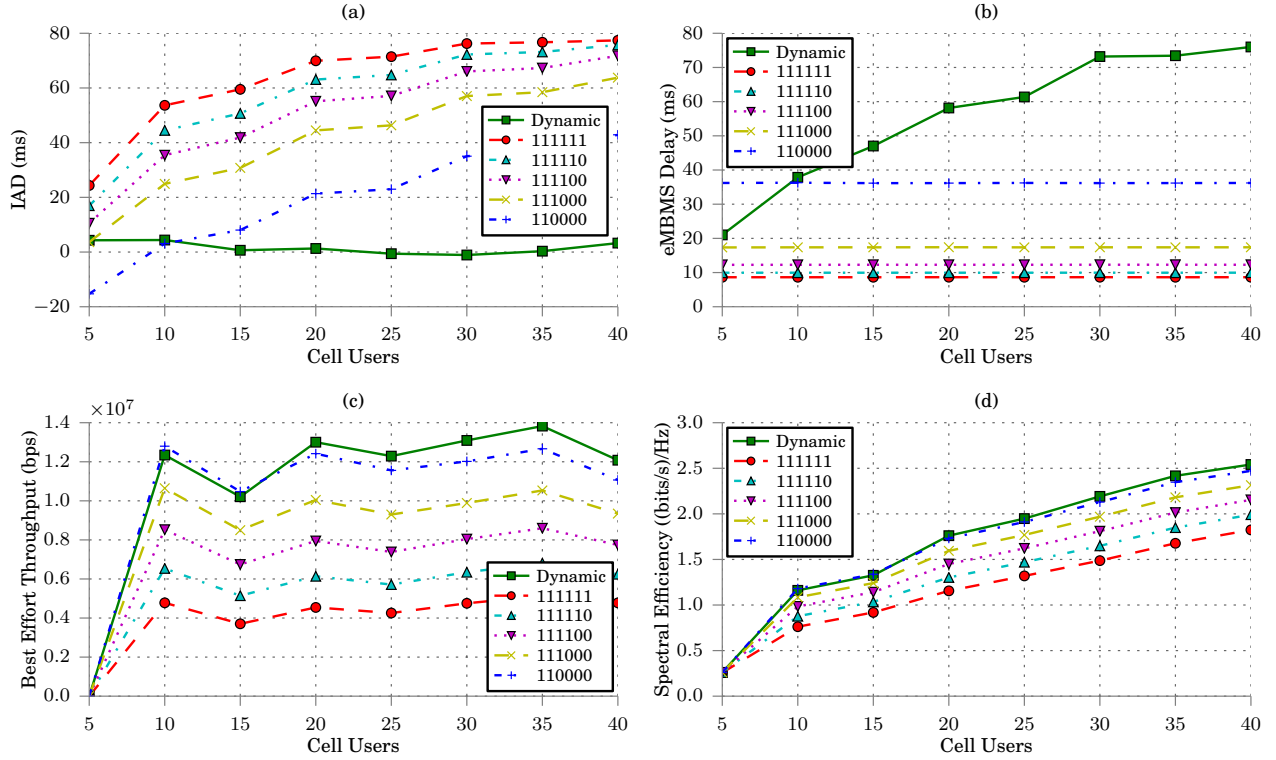 (a)
80
60
40
20
0
−20
IAD (ms)
5 10 15 20 25 30 35 40
Cell Users
Dynamic
111111
111110
111100
111000
110000
(b)
80
70
60
50
40
30
20
10
0
eMBMS Delay (ms)
5 10 15 20 25 30 35 40
Cell Users
Dynamic
111111
111110
111100
111000
110000
(c)
×10⁷
1.4
1.2
1.0
0.8
0.6
0.4
0.2
0.0
Best Effort Throughput (bps)
5 10 15 20 25 30 35 40
Cell Users
Dynamic
111111
111110
111100
111000
110000
(d)
3.0
2.5
2.0
1.5
1.0
0.5
0.0
Spectral Efficiency ((bits/s)/Hz)
5 10 15 20 25 30 35 40
Cell Users
Dynamic
111111
111110
111100
111000
110000